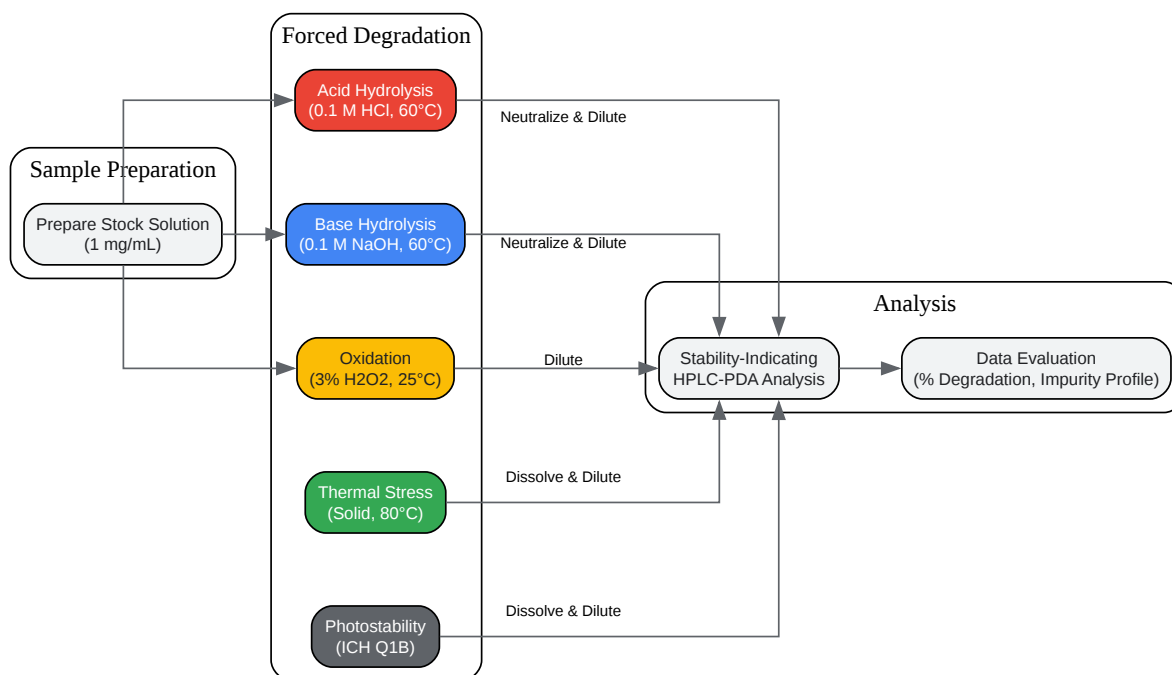 Forced Degradation
Acid Hydrolysis
(0.1 M HCl, 60°C)
Neutralize & Dilute
Sample Preparation
Prepare Stock Solution
(1 mg/mL)
Base Hydrolysis
(0.1 M NaOH, 60°C)
Neutralize & Dilute
Analysis
Oxidation
(3% H2O2, 25°C)
Dilute
Stability-Indicating
HPLC-PDA Analysis
Data Evaluation
(% Degradation, Impurity Profile)
Thermal Stress
(Solid, 80°C)
Dissolve & Dilute
Photostability
(ICH Q1B)
Dissolve & Dilute